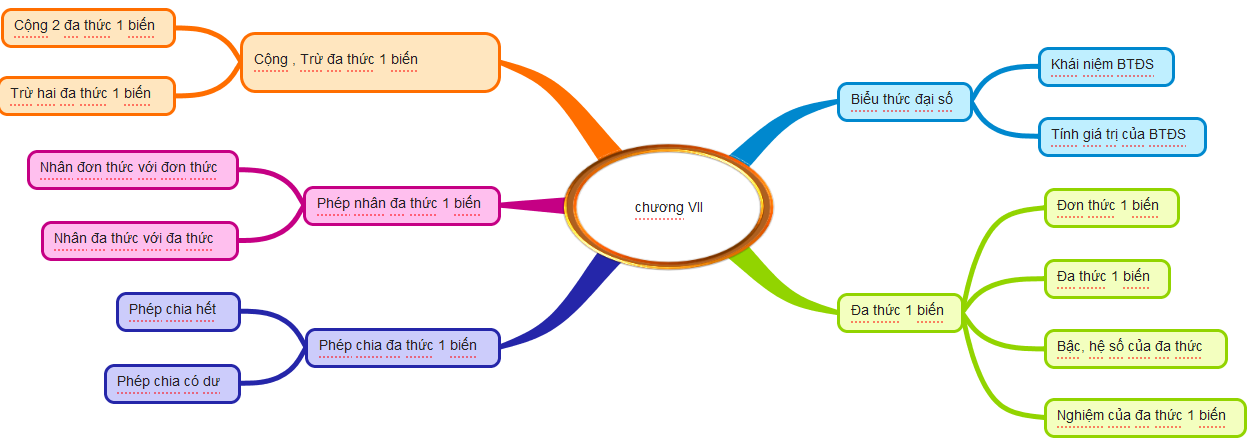 Cộng 2 đa thức 1 biến
Cộng , Trừ đa thức 1 biến
Trừ hai đa thức 1 biến
Nhân đơn thức với đơn thức
Phép nhân đa thức 1 biến
Nhân đa thức với đa thức
Phép chia hết
Phép chia đa thức 1 biến
Phép chia có dư
chương VII
Khái niệm BTĐS
Biểu thức đại số
Tính giá trị của BTĐS
Đơn thức 1 biến
Đa thức 1 biến
Đa thức 1 biến
Bậc, hệ số của đa thức
Nghiệm của đa thức 1 biến